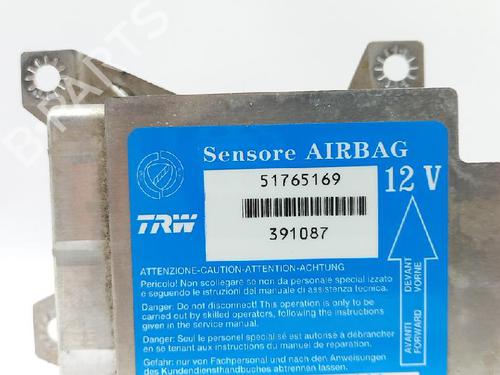 Sensore AIRBAG
51765169
12 V
TRW
391087
ATTENZIONE-CAUTION-ATTENTION-ACHTUNG
Pericolo! Non scollegare se non da personale specializzato
e seguendo le istruzioni del manuale di assistenza tecnica.
Danger: Do not disconnect! This operation is only to be
carried out by skilled operators, following the instructions
given in the service manual.
Danger: Seul le personel spécialisé est autorisé à débrancher
en se tenant aux instructions du manuel de réparation.
Gefahr: nur von Fachpersonal und nach den Anweisungen
des Kundendiensthandbuches abtrennen lassen.
AVANTI DEVANT
FORWARD VORNE
B-PARTS